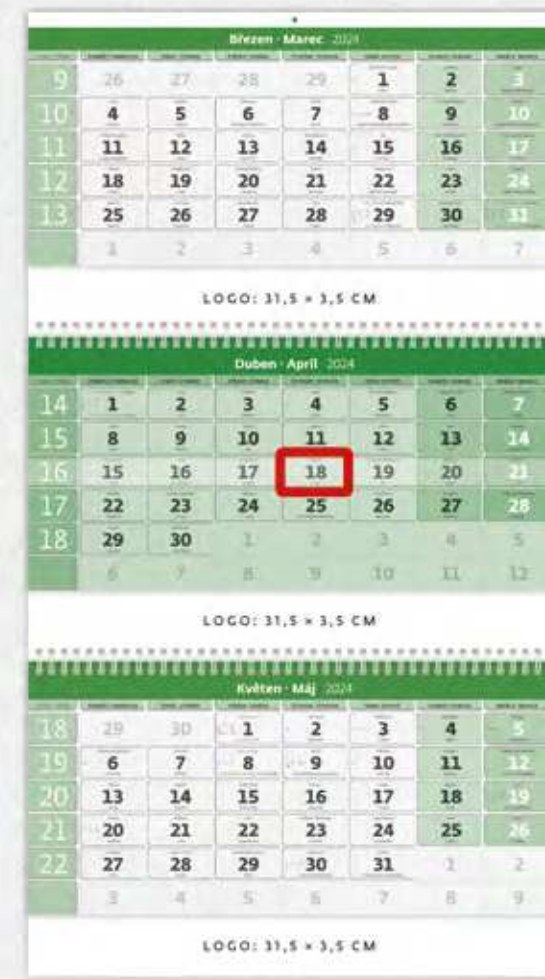 Březen · Marec 2024
9 26 27 28 29 1 2 3
10 4 5 6 7 8 9 10
11 11 12 13 14 15 16 17
12 18 19 20 21 22 23 24
13 25 26 27 28 29 30 31
1 2 3 4 5 6 7
LOGO: 31,5 × 3,5 CM
Duben · Apríl 2024
14 1 2 3 4 5 6 7
15 8 9 10 11 12 13 14
16 15 16 17 18 19 20 21
17 22 23 24 25 26 27 28
18 29 30 1 2 3 4 5
6 7 8 9 10 11 12
LOGO: 31,5 × 3,5 CM
Květen · Máj 2024
18 29 30 1 2 3 4 5
19 6 7 8 9 10 11 12
20 13 14 15 16 17 18 19
21 20 21 22 23 24 25 26
22 27 28 29 30 31 1 2
3 4 5 6 7 8 9
LOGO: 31,5 × 3,5 CM